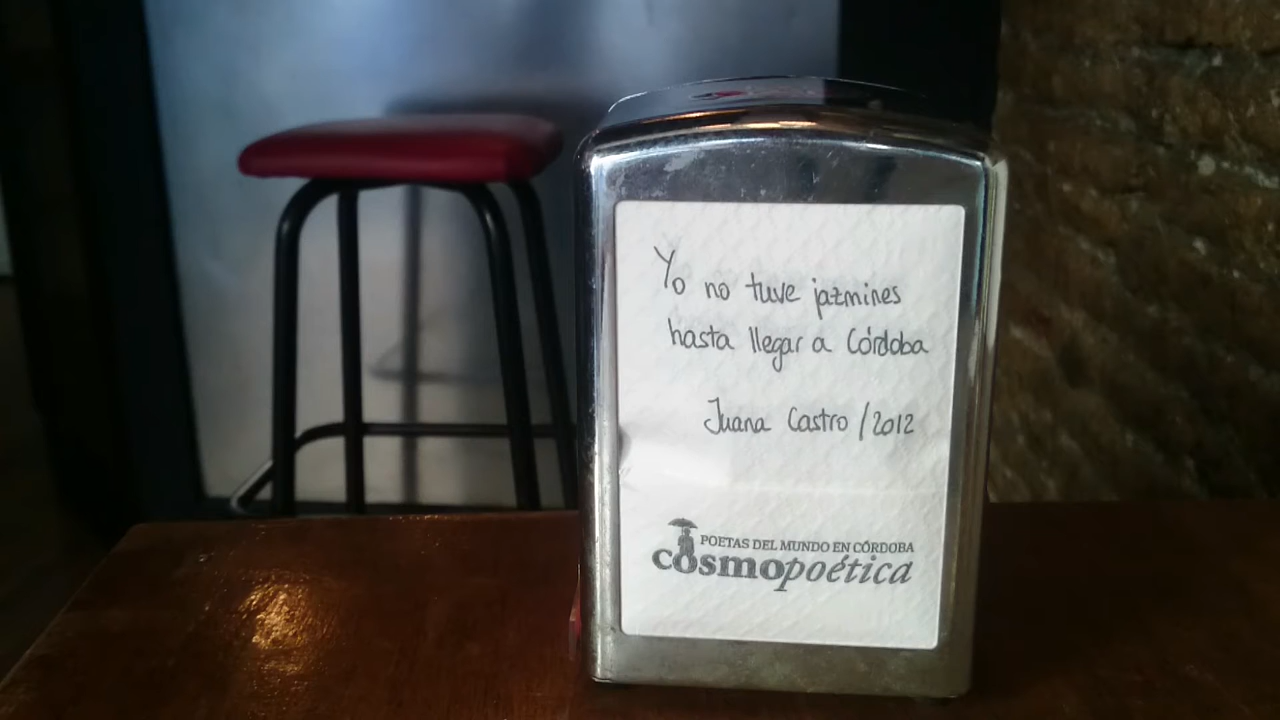 Yo no tuve jazmines
hasta llegar a Córdoba
Juana Castro /2012
POETAS DEL MUNDO EN CÓRDOBA
cosmopoética